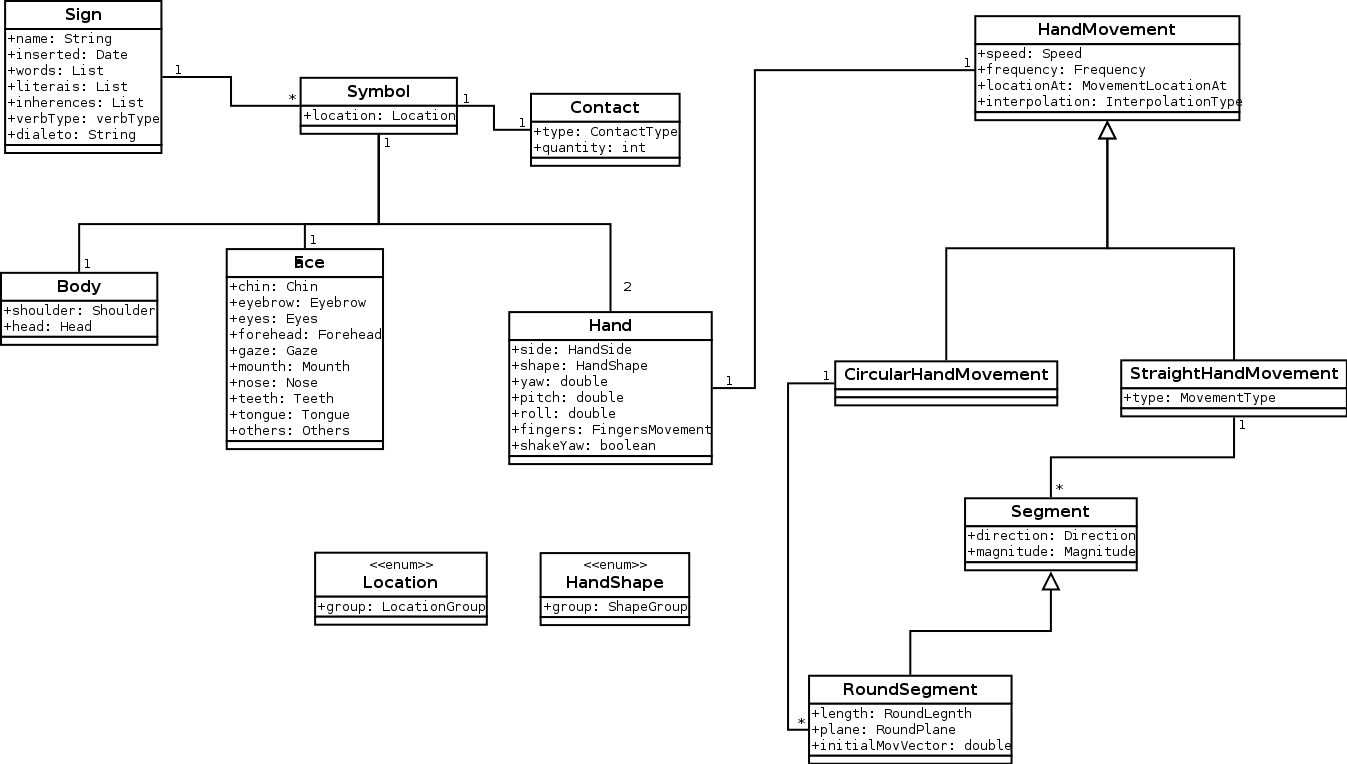 Sign
+name: String
+inserted: Date
+words: List
+literais: List
+inherences: List
+verbType: verbType
+dialeto: String
1
*
Symbol
+location: Location
1
1
Contact
+type: ContactType
+quantity: int
1
HandMovement
+speed: Speed
+frequency: Frequency
+locationAt: MovementLocationAt
+interpolation: InterpolationType
1
1
Body
+shoulder: Shoulder
+head: Head
1
+chin: Chin
+eyebrow: Eyebrow
+eyes: Eyes
+forehead: Forehead
+gaze: Gaze
+mounth: Mounth
+nose: Nose
+teeth: Teeth
+tongue: Tongue
+others: Others
2
Hand
+side: HandSide
+shape: HandShape
+yaw: double
+pitch: double
+roll: double
+fingers: FingersMovement
+shakeYaw: boolean
1
1
CircularHandMovement
StraightHandMovement
+type: MovementType
1
*
Segment
+direction: Direction
+magnitude: Magnitude
<<enum>>
Location
+group: LocationGroup
<<enum>>
HandShape
+group: ShapeGroup
*
RoundSegment
+length: RoundLegnth
+plane: RoundPlane
+initialMovVector: double